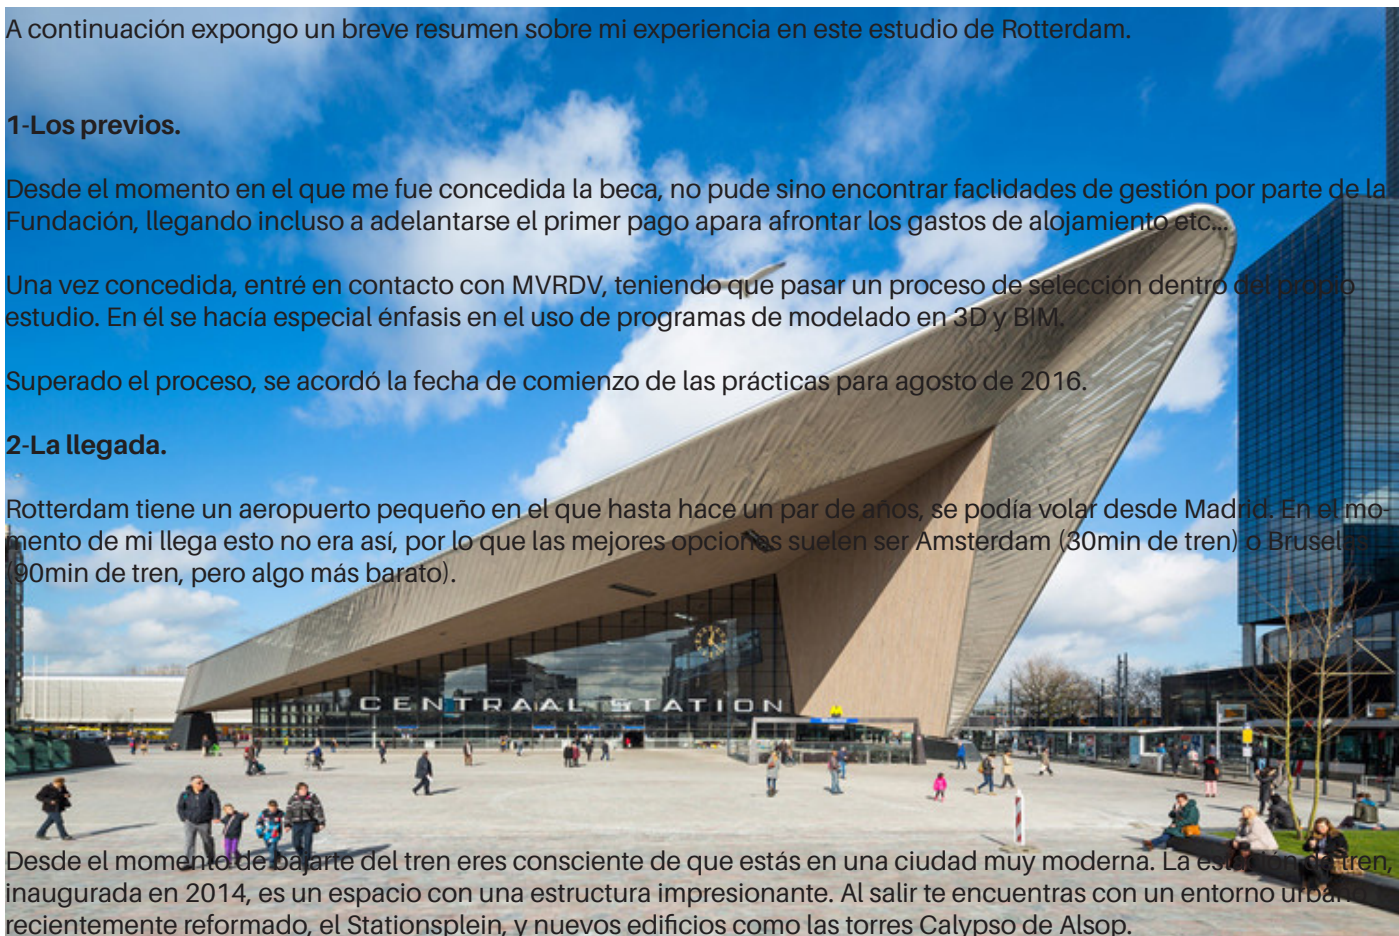 A continuación expongo un breve resumen sobre mi experiencia en este estudio de Rotterdam.
1-Los previos.
Desde el momento en el que me fue concedida la beca, no pude sino encontrar faclidades de gestión por parte de la
Fundación, llegando incluso a adelantarse el primer pago apara afrontar los gastos de alojamiento etc...
Una vez concedida, entré en contacto con MVRDV, teniendo que pasar un proceso de selección dentro del propio
estudio. En él se hacía especial énfasis en el uso de programas de modelado en 3D y BIM.
Superado el proceso, se acordó la fecha de comienzo de las prácticas para agosto de 2016.
2-La llegada.
Rotterdam tiene un aeropuerto pequeño en el que hasta hace un par de años, se podía volar desde Madrid. En el mo-
mento de mi llega esto no era así, por lo que las mejores opciones suelen ser Amsterdam (30min de tren) o Bruselas
(90min de tren, pero algo más barato).
CENTRAAL STATION
Desde el momento de bajarte del tren eres consciente de que estás en una ciudad muy moderna. La estación de tren,
inaugurada en 2014, es un espacio con una estructura impresionante. Al salir te encuentras con un entorno urbano
recientemente reformado, el Stationsplein, y nuevos edificios como las torres Calypso de Alsop.